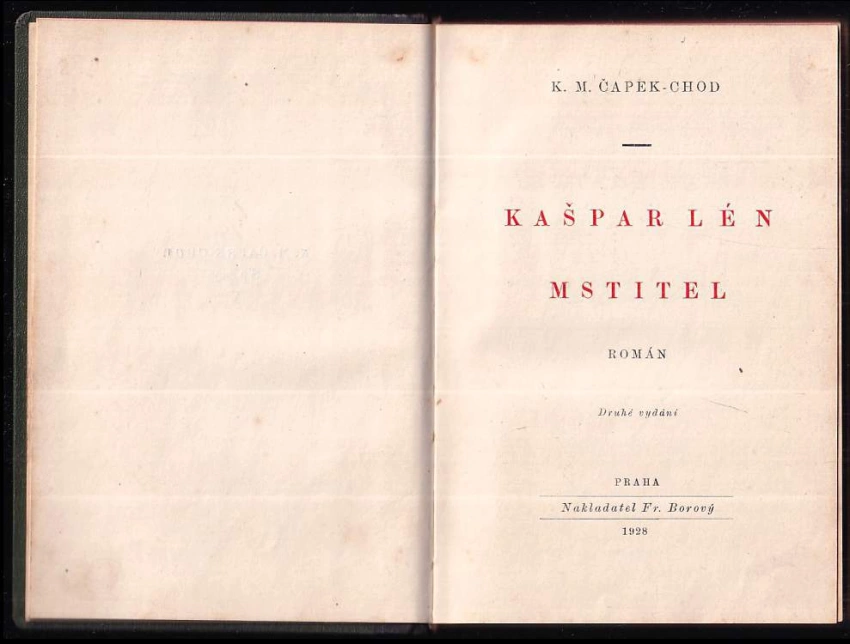 K. M. ČAPEK-CHOD
KAŠPAR LÉN
MSTITEL
ROMÁN
Druhé vydání
PRAHA
Nakladatel Fr. Borový
1928